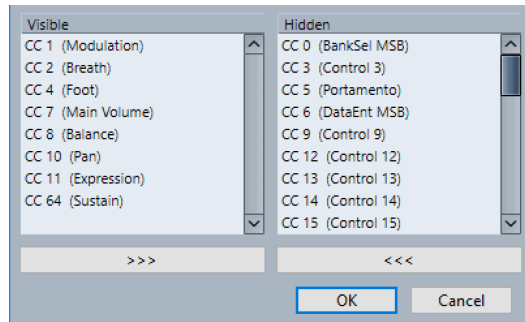 Visible
CC 1 (Modulation)
CC 2 (Breath)
CC 4 (Foot)
CC 7 (Main Volume)
CC 8 (Balance)
CC 10 (Pan)
CC 11 (Expression)
CC 64 (Sustain)
>>>
Hidden
CC 0 (BankSel MSB)
CC 3 (Control 3)
CC 5 (Portamento)
CC 6 (DataEnt MSB)
CC 9 (Control 9)
CC 12 (Control 12)
CC 13 (Control 13)
CC 14 (Control 14)
CC 15 (Control 15)
<<<
OK
Cancel